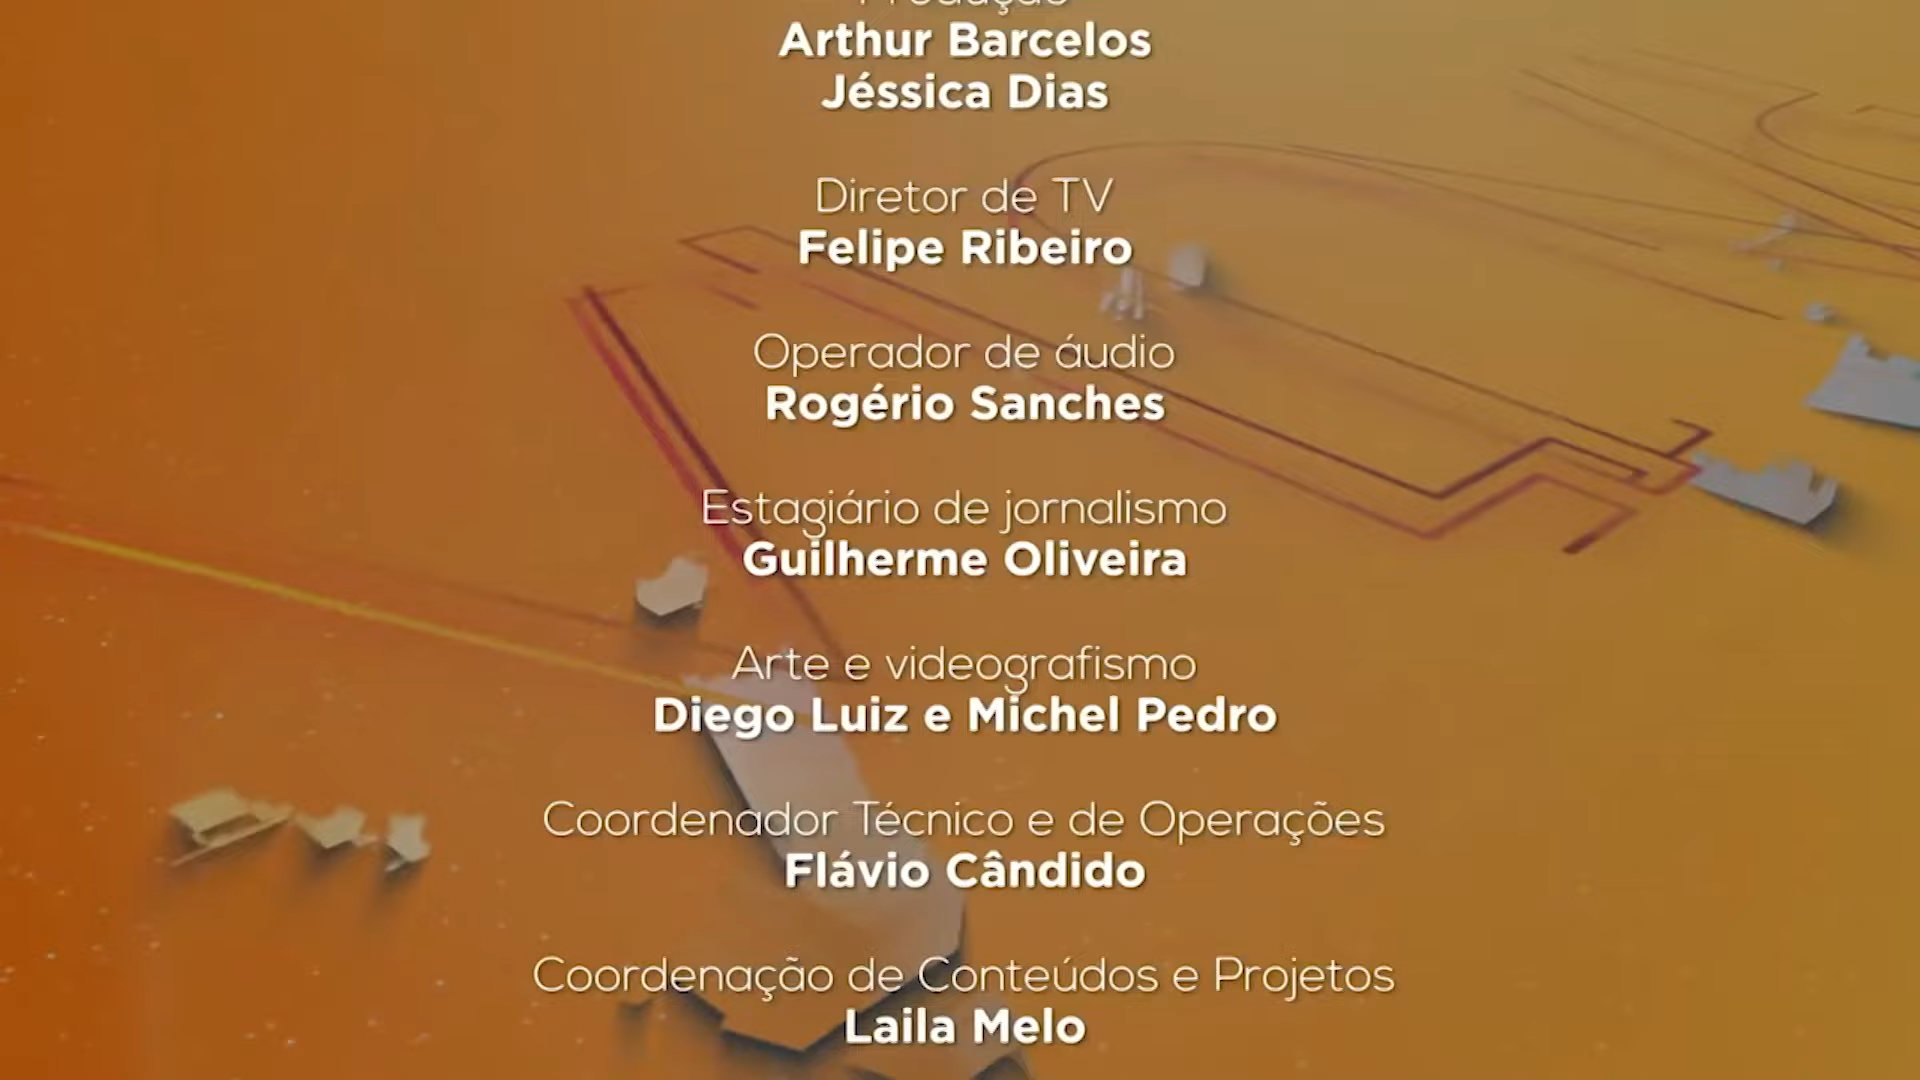 Produção
Arthur Barcelos
Jéssica Dias
Diretor de TV
Felipe Ribeiro
Operador de áudio
Rogério Sanches
Estagiário de jornalismo
Guilherme Oliveira
Arte e videografismo
Diego Luiz e Michel Pedro
Coordenador Técnico e de Operações
Flávio Cândido
Coordenação de Conteúdos e Projetos
Laila Melo